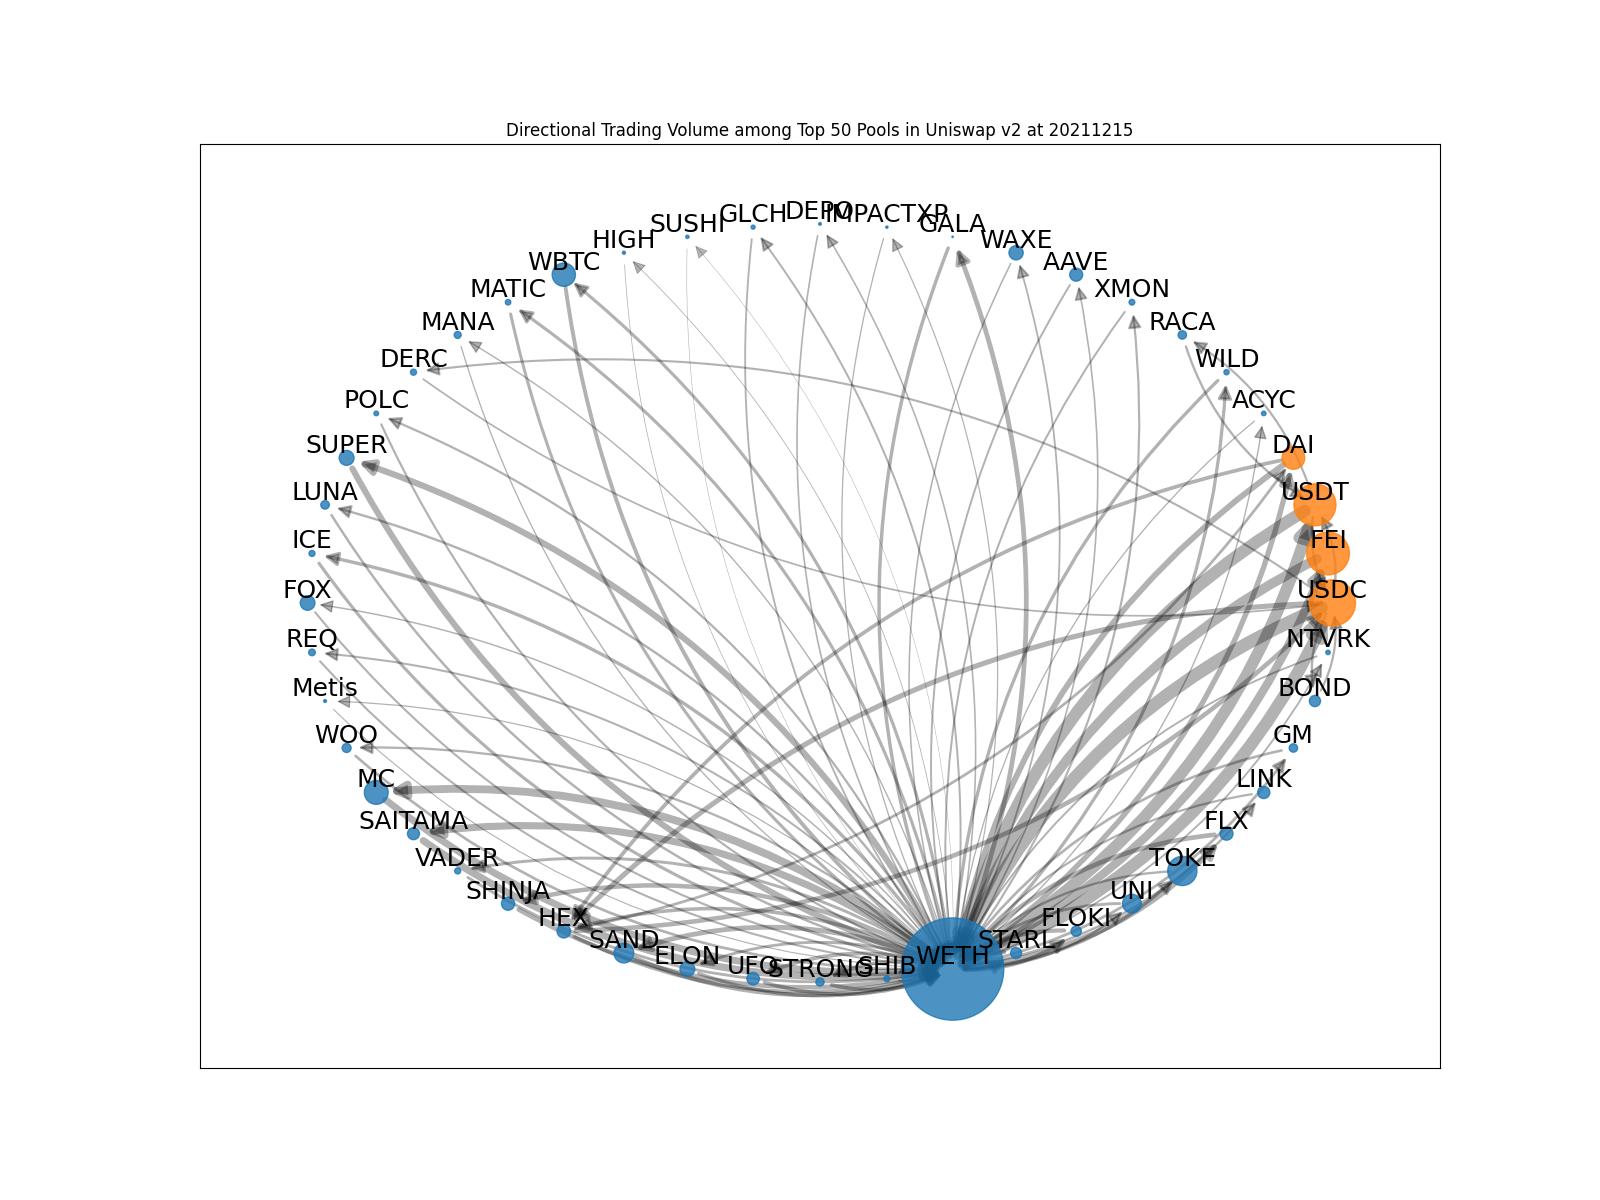 Directional Trading Volume among Top 50 Pools in Uniswap v2 at 20211215
DEPO
GLCH
IMPACTXP
SUSHI
GALA
HIGH
WAXE
WBTC
AAVE
MATIC
XMON
MANA
RACA
DERC
WILD
POLC
ACYC
SUPER
DAI
LUNA
USDT
ICE
FEI
FOX
USDC
REQ
NTVRK
Metis
BOND
WOO
GM
MC
LINK
SAITAMA
FLX
VADER
TOKE
SHINJA
UNI
HEX
FLOKI
SAND
STARL
ELON
WETH
UFO
SHIB
STRONG